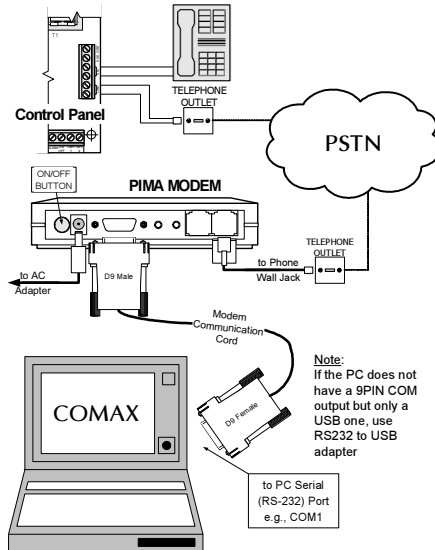 T1
TELEPHONE
OUTLET
Control Panel
PSTN
ON/OFF
BUTTON
PIMA MODEM
TELEPHONE
OUTLET
to Phone
Wall Jack
to AC
Adapter
D9 Male
Modem
Communication
Cord
D9 Female
Note:
If the PC does not
have a 9PIN COM
output but only a
USB one, use
RS232 to USB
adapter
COMAX
to PC Serial
(RS-232) Port
e.g., COM1